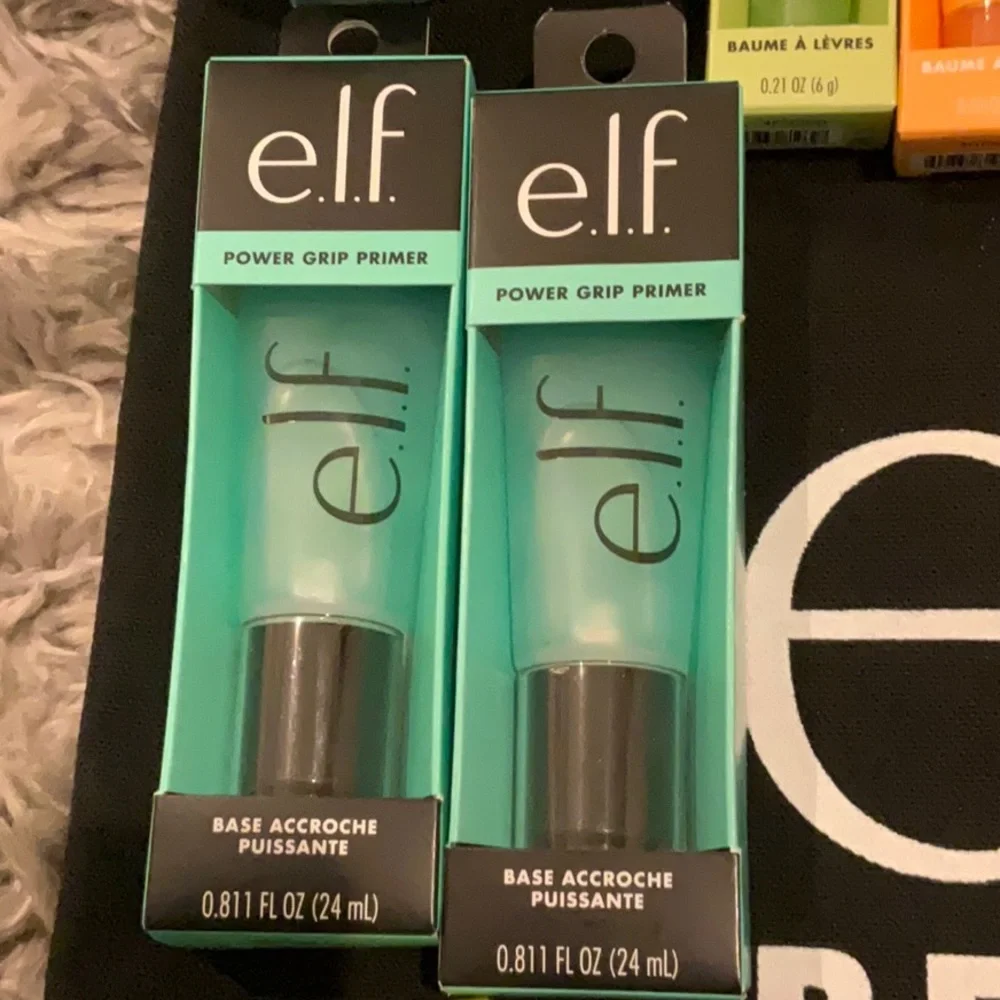 e.l.f.
POWER GRIP PRIMER
e.l.f.
BASE ACCROCHE
PUISSANTE
0.811 FL OZ (24 mL)
e.l.f.
POWER GRIP PRIMER
e.l.f.
BASE ACCROCHE
PUISSANTE
0.811 FL OZ (24 mL)
BAUME À LÈVRES
0.21 OZ (6 g)
BAUME
e